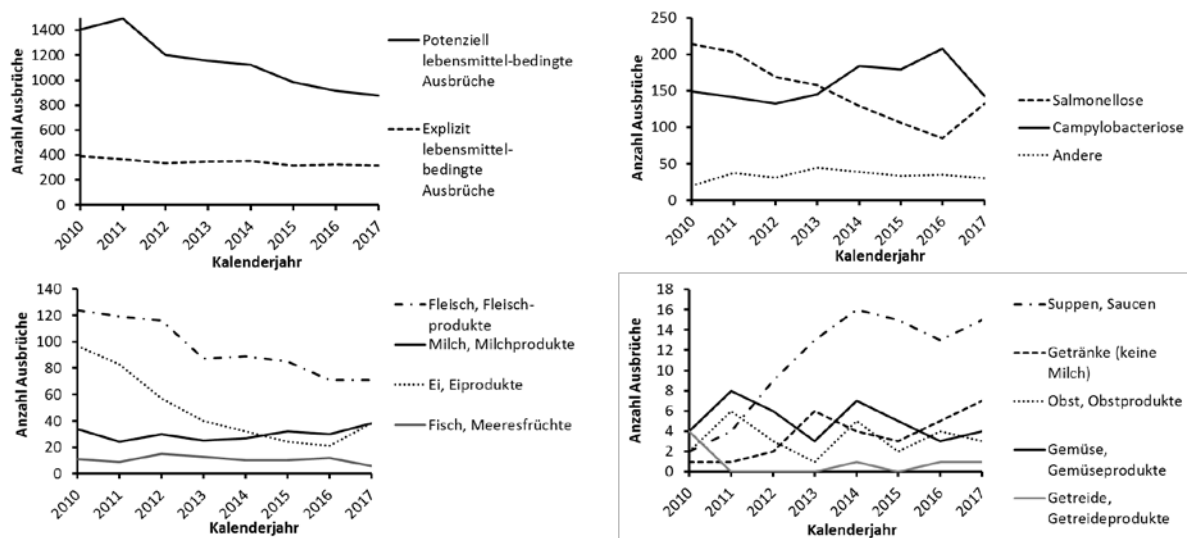 1400
1200
1000
800
600
400
200
0
Anzahl Ausbrüche
2010
2011
2012
2013
2014
2015
2016
2017
Kalenderjahr
Potenziell
lebensmittel-bedingte
Ausbrüche
Explizit
lebensmittel-
bedingte
Ausbrüche
250
200
150
100
50
0
Anzahl Ausbrüche
2010
2011
2012
2013
2014
2015
2016
2017
Kalenderjahr
Salmonellose
Campylobacteriose
Andere
140
120
100
80
60
40
20
0
Anzahl Ausbrüche
2010
2011
2012
2013
2014
2015
2016
2017
Kalenderjahr
Fleisch, Fleisch-
produkte
Milch, Milchprodukte
Ei, Eiprodukte
Fisch, Meeresfrüchte
18
16
14
12
10
8
6
4
2
0
Anzahl Ausbrüche
2010
2011
2012
2013
2014
2015
2016
2017
Kalenderjahr
Suppen, Saucen
Getränke (keine
Milch)
Obst, Obstprodukte
Gemüse,
Gemüseprodukte
Getreide,
Getreideprodukte